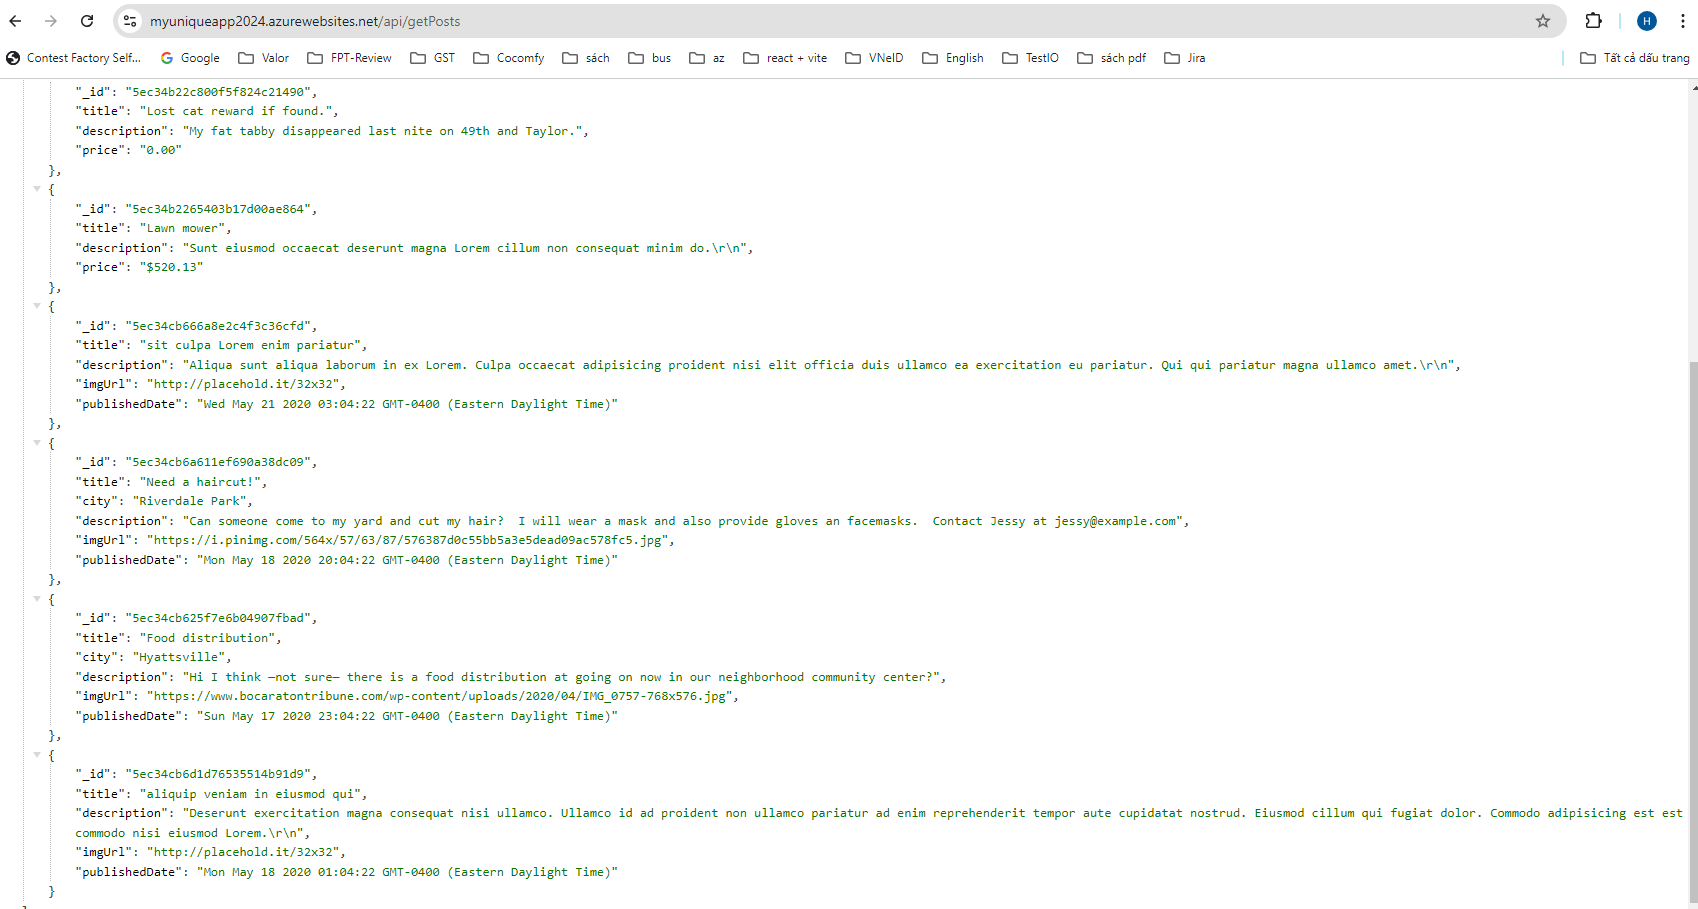 myuniqueapp2024.azurewebsites.net/api/getPosts
H
Contest Factory Self... Google Valor FPT-Review GST Cocomfy sách bus az react + vite VNeID English TestIO sách pdf Jira Tất cả dấu trang
"_id": "5ec34b22c800f5f824c21490",
"title": "Lost cat reward if found.",
"description": "My fat tabby disappeared last nite on 49th and Taylor.",
"price": "0.00"
},
{
"_id": "5ec34b2265403b17d00ae864",
"title": "Lawn mower",
"description": "Sunt eiusmod occaecat deserunt magna Lorem cillum non consequat minim do.\r\n",
"price": "$520.13"
},
{
"_id": "5ec34cb666a8e2c4f3c36cfd",
"title": "sit culpa Lorem enim pariatur",
"description": "Aliqua sunt aliqua laborum in ex Lorem. Culpa occaecat adipisicing proident nisi elit officia duis ullamco ea exercitation eu pariatur. Qui qui pariatur magna ullamco amet.\r\n",
"imgUrl": "http://placehold.it/32x32",
"publishedDate": "Wed May 21 2020 03:04:22 GMT-0400 (Eastern Daylight Time)"
},
{
"_id": "5ec34cb6a611ef690a38dc09",
"title": "Need a haircut!",
"city": "Riverdale Park",
"description": "Can someone come to my yard and cut my hair?  I will wear a mask and also provide gloves an facemasks.  Contact Jessy at jessy@example.com",
"imgUrl": "https://i.pinimg.com/564x/57/63/87/576387d0c55bb5a3e5dead09ac578fc5.jpg",
"publishedDate": "Mon May 18 2020 20:04:22 GMT-0400 (Eastern Daylight Time)"
},
{
"_id": "5ec34cb625f7e6b04907fbad",
"title": "Food distribution",
"city": "Hyattsville",
"description": "Hi I think —not sure— there is a food distribution at going on now in our neighborhood community center?",
"imgUrl": "https://www.bocaratontribune.com/wp-content/uploads/2020/04/IMG_0757-768x576.jpg",
"publishedDate": "Sun May 17 2020 23:04:22 GMT-0400 (Eastern Daylight Time)"
},
{
"_id": "5ec34cb6d1d76535514b91d9",
"title": "aliquip veniam in eiusmod qui",
"description": "Deserunt exercitation magna consequat nisi ullamco. Ullamco id ad proident non ullamco pariatur ad enim reprehenderit tempor aute cupidatat nostrud. Eiusmod cillum qui fugiat dolor. Commodo adipisicing est est
commodo nisi eiusmod Lorem.\r\n",
"imgUrl": "http://placehold.it/32x32",
"publishedDate": "Mon May 18 2020 01:04:22 GMT-0400 (Eastern Daylight Time)"
}